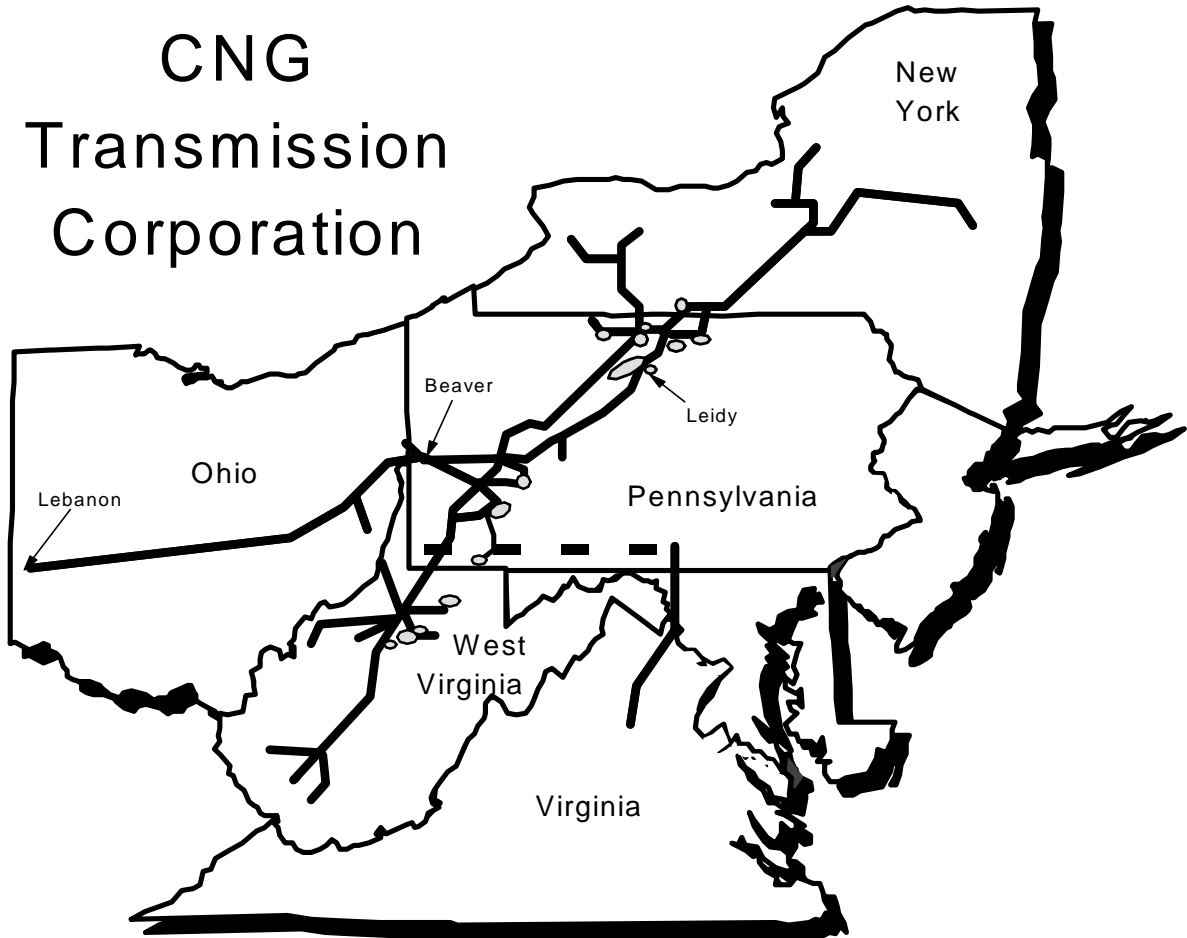 CNG
Transmission
Corporation
New
York
Beaver
Leidy
Ohio
Lebanon
Pennsylvania
West
Virginia
Virginia